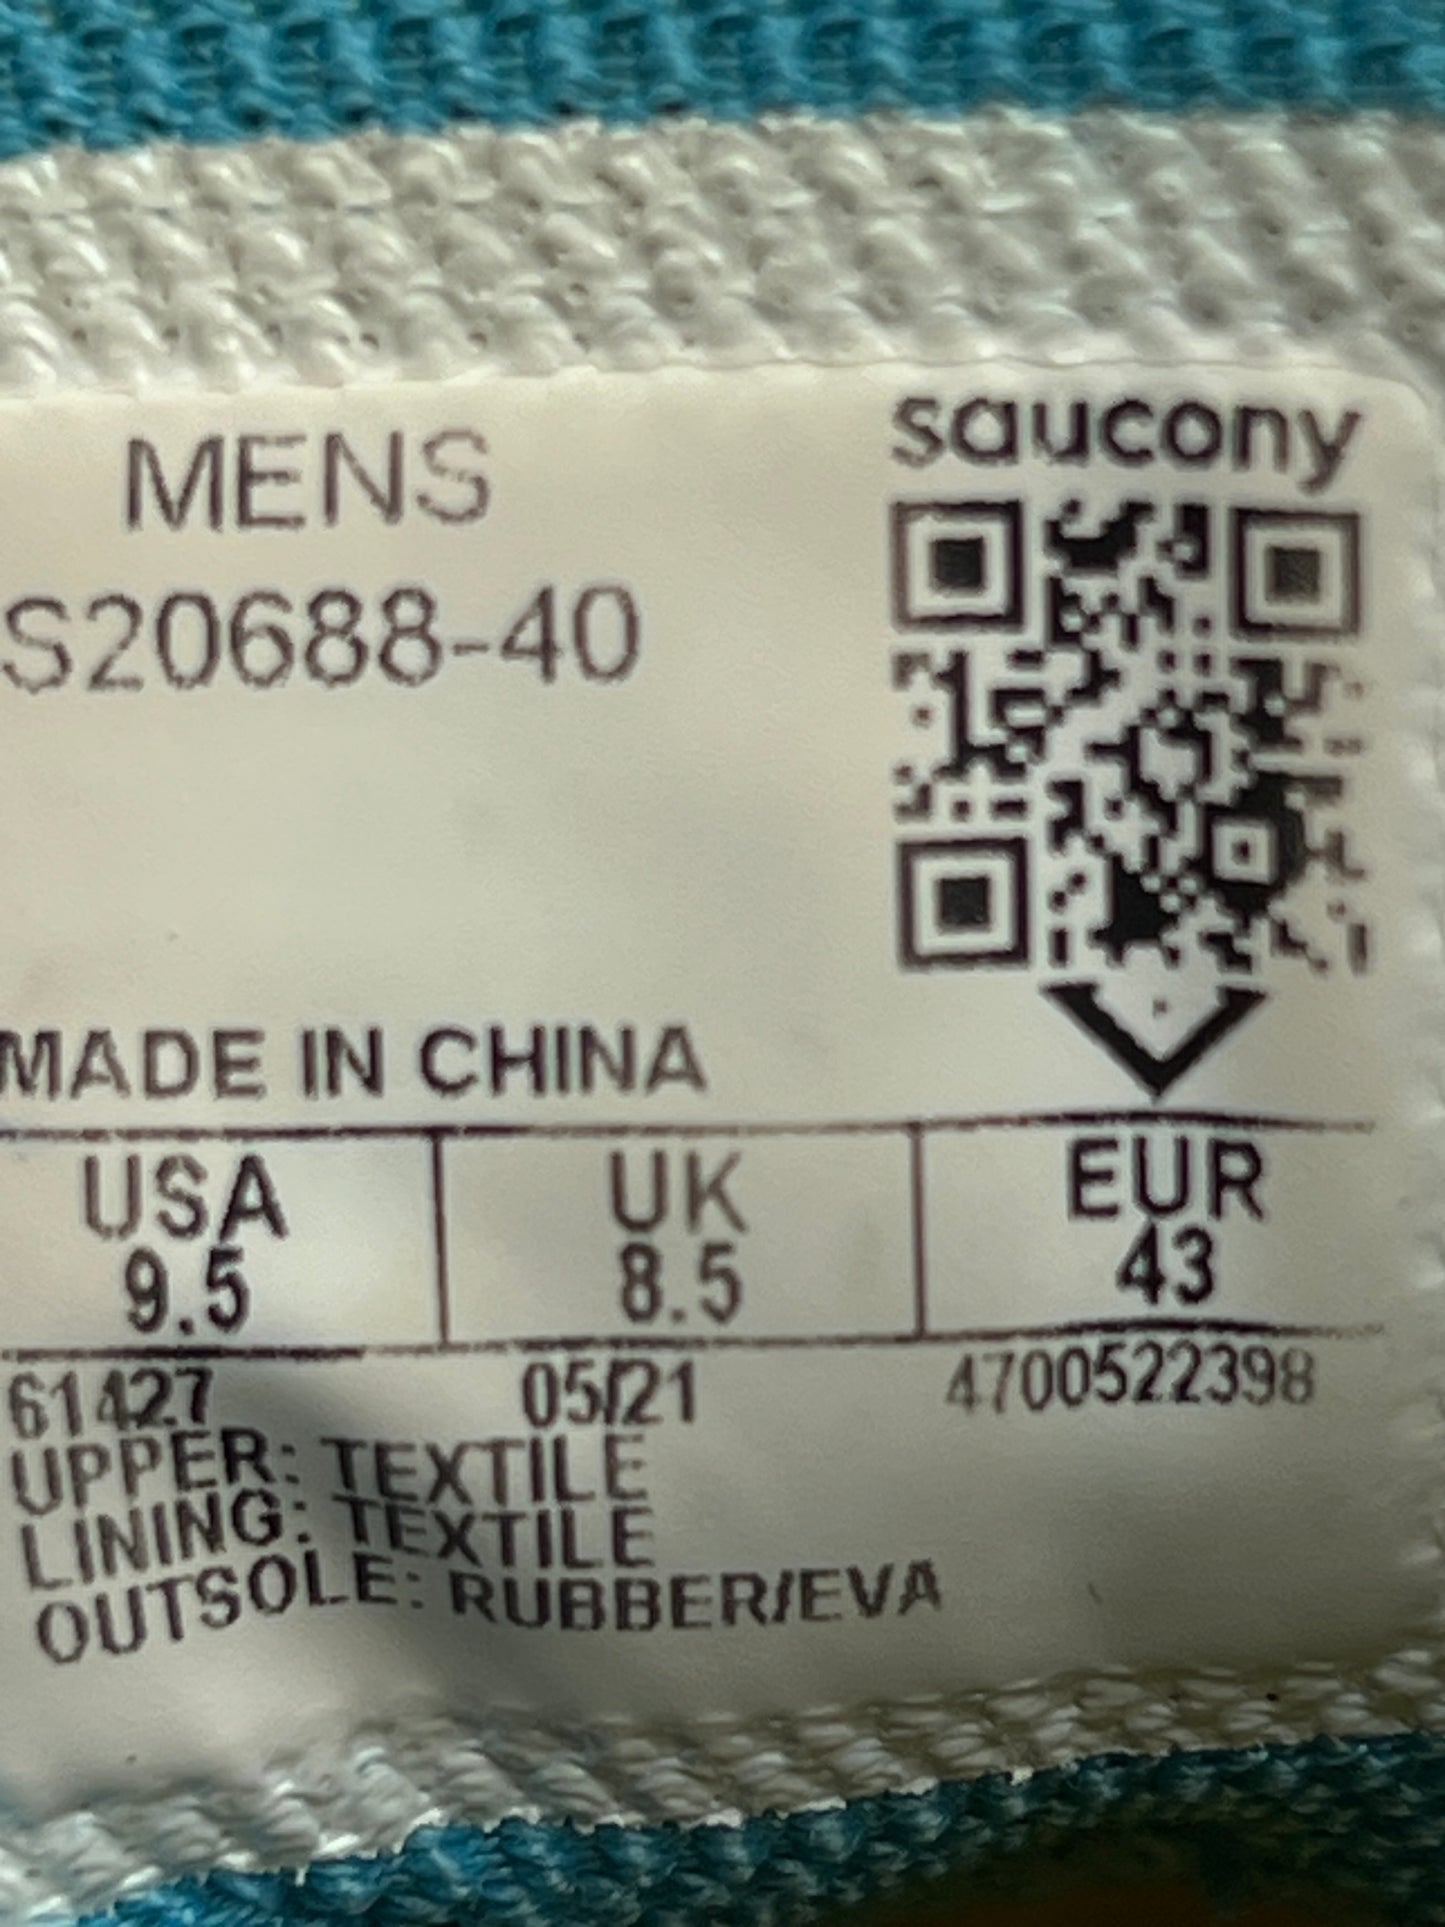 saucony
MENS
S20688-40
MADE IN CHINA
USA UK EUR
9.5 8.5 43
61427 05/21 4700522398
UPPER: TEXTILE
LINING: TEXTILE
OUTSOLE: RUBBER/EVA